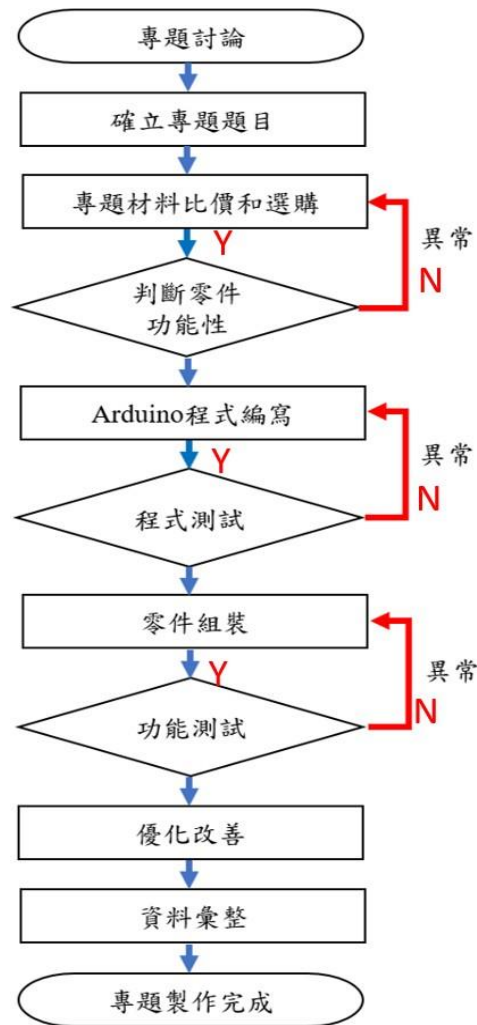 專題討論
確立專題題目
專題材料比價和選購
Y
異常
N
判斷零件
功能性
Arduino程式編寫
Y
異常
N
程式測試
零件組裝
Y
異常
N
功能測試
優化改善
資料彙整
專題製作完成